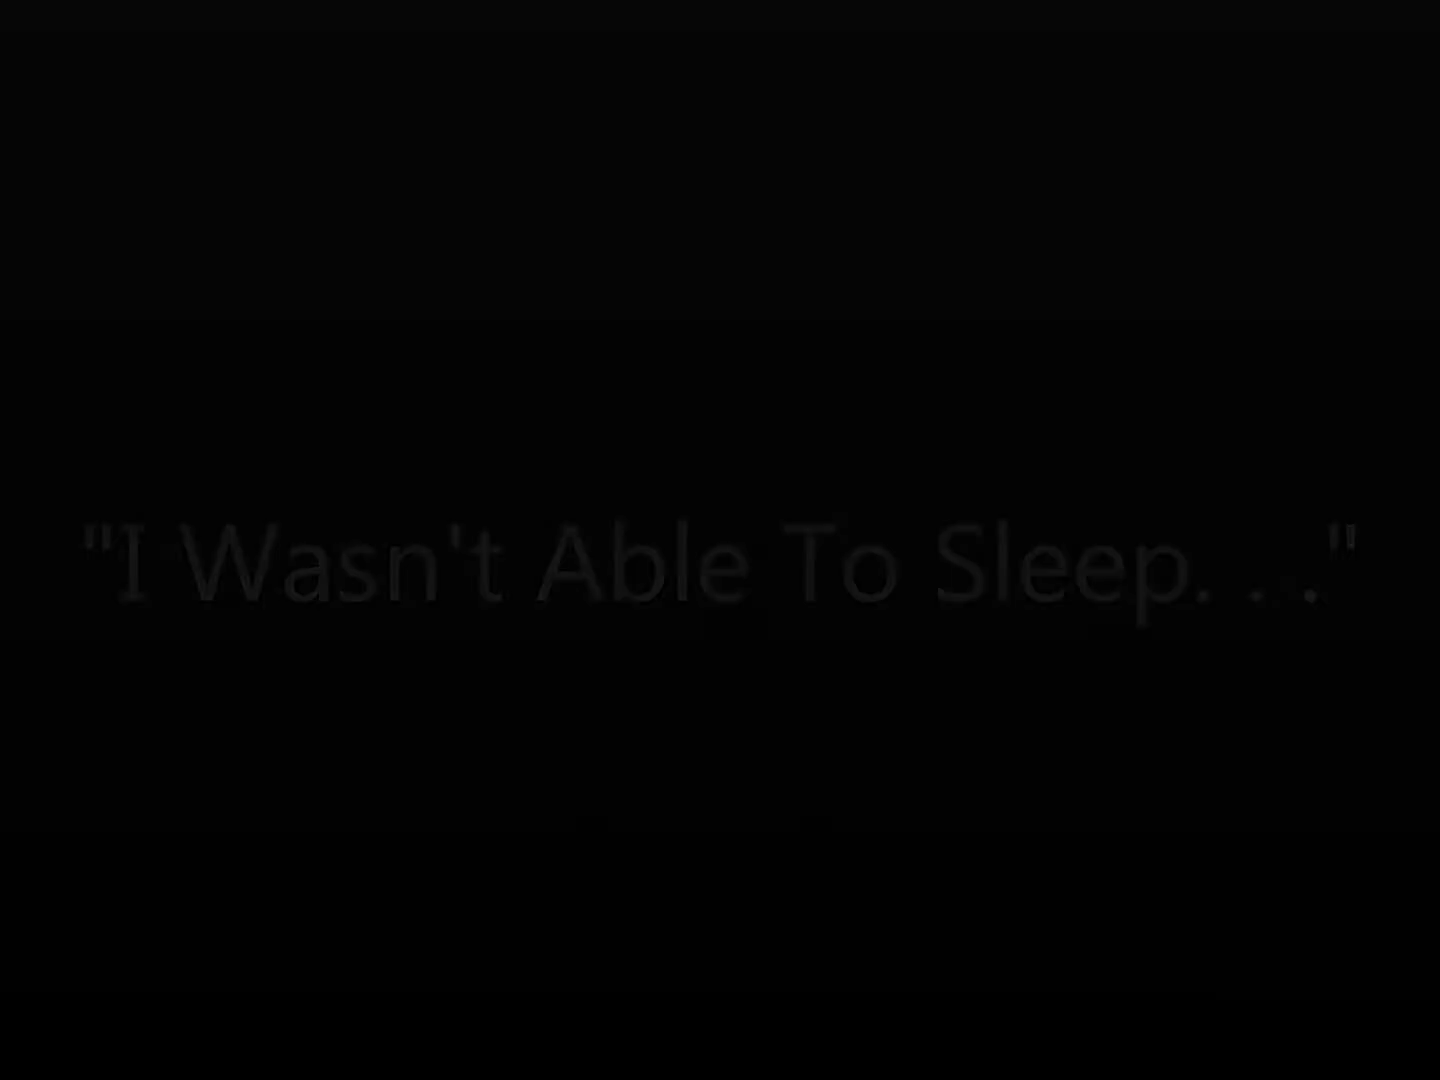 "I Wasn't Able To Sleep. . ."